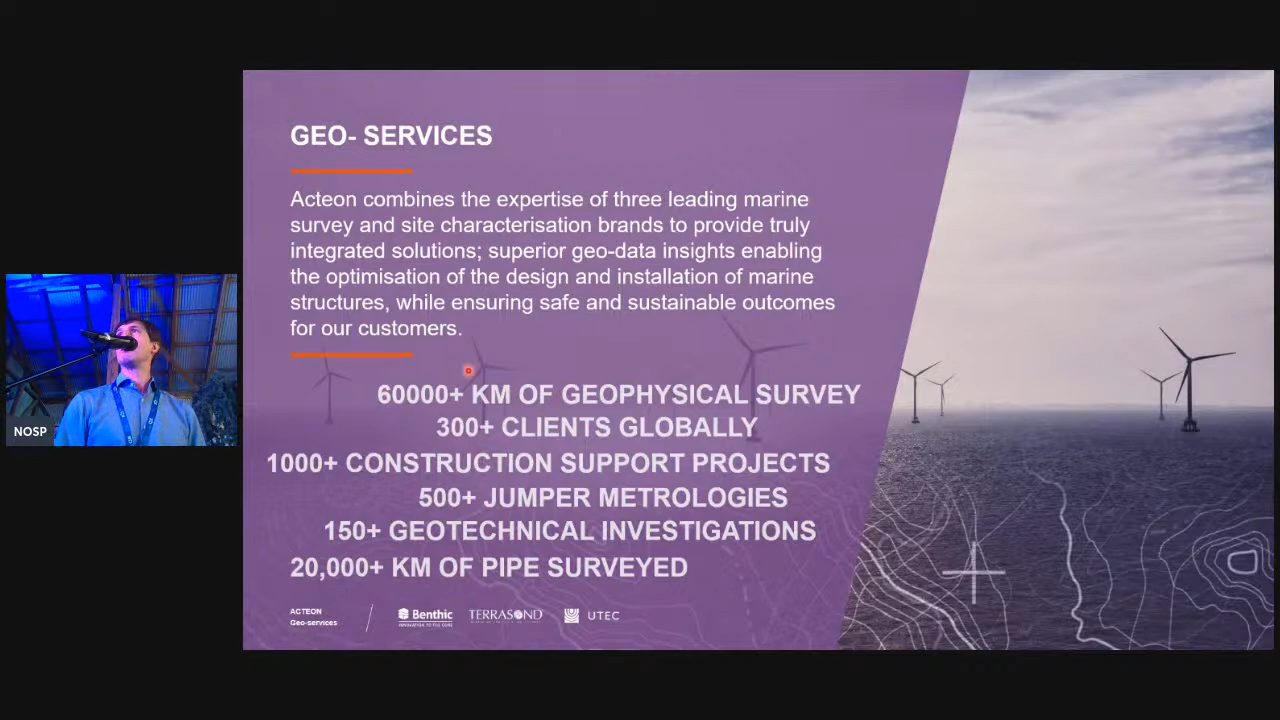 GEO- SERVICES
Acteon combines the expertise of three leading marine
survey and site characterisation brands to provide truly
integrated solutions; superior geo-data insights enabling
the optimisation of the design and installation of marine
structures, while ensuring safe and sustainable outcomes
for our customers.
60000+ KM OF GEOPHYSICAL SURVEY
300+ CLIENTS GLOBALLY
NOSP
1000+ CONSTRUCTION SUPPORT PROJECTS
500+ JUMPER METROLOGIES
150+ GEOTECHNICAL INVESTIGATIONS
20,000+ KM OF PIPE SURVEYED
ACTEON
Geo-services
Benthic
TERRASOND
UTEC